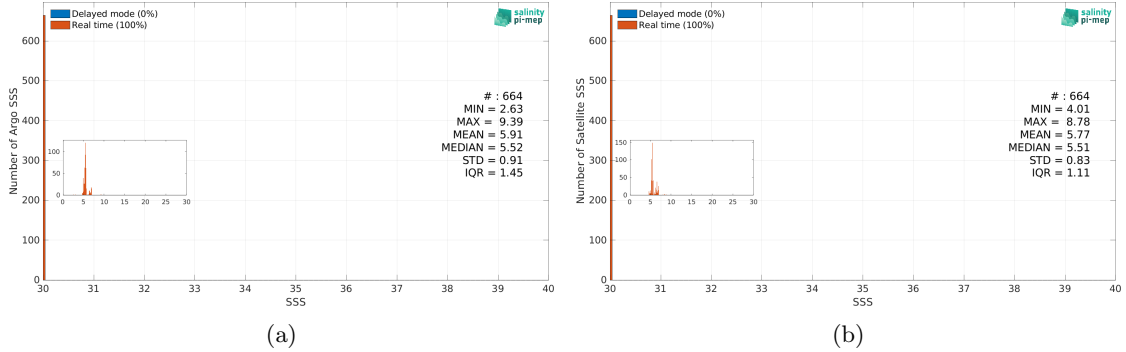 Delayed mode (0%)
Real time (100%)
salinity
pi-mep
Number of Argo SSS
700
600
500
400
300
200
100
0
# : 664
MIN = 2.63
MAX = 9.39
MEAN = 5.91
MEDIAN = 5.52
STD = 0.91
IQR = 1.45
100
50
0
0 5 10 15 20 25 30
30 31 32 33 34 35 36 37 38 39 40
SSS
(a)
Delayed mode (0%)
Real time (100%)
salinity
pi-mep
Number of Satellite SSS
600
500
400
300
200
100
0
# : 664
MIN = 4.01
MAX = 8.78
MEAN = 5.77
MEDIAN = 5.51
STD = 0.83
IQR = 1.11
150
100
50
0
0 5 10 15 20 25 30
30 31 32 33 34 35 36 37 38 39 40
SSS
(b)